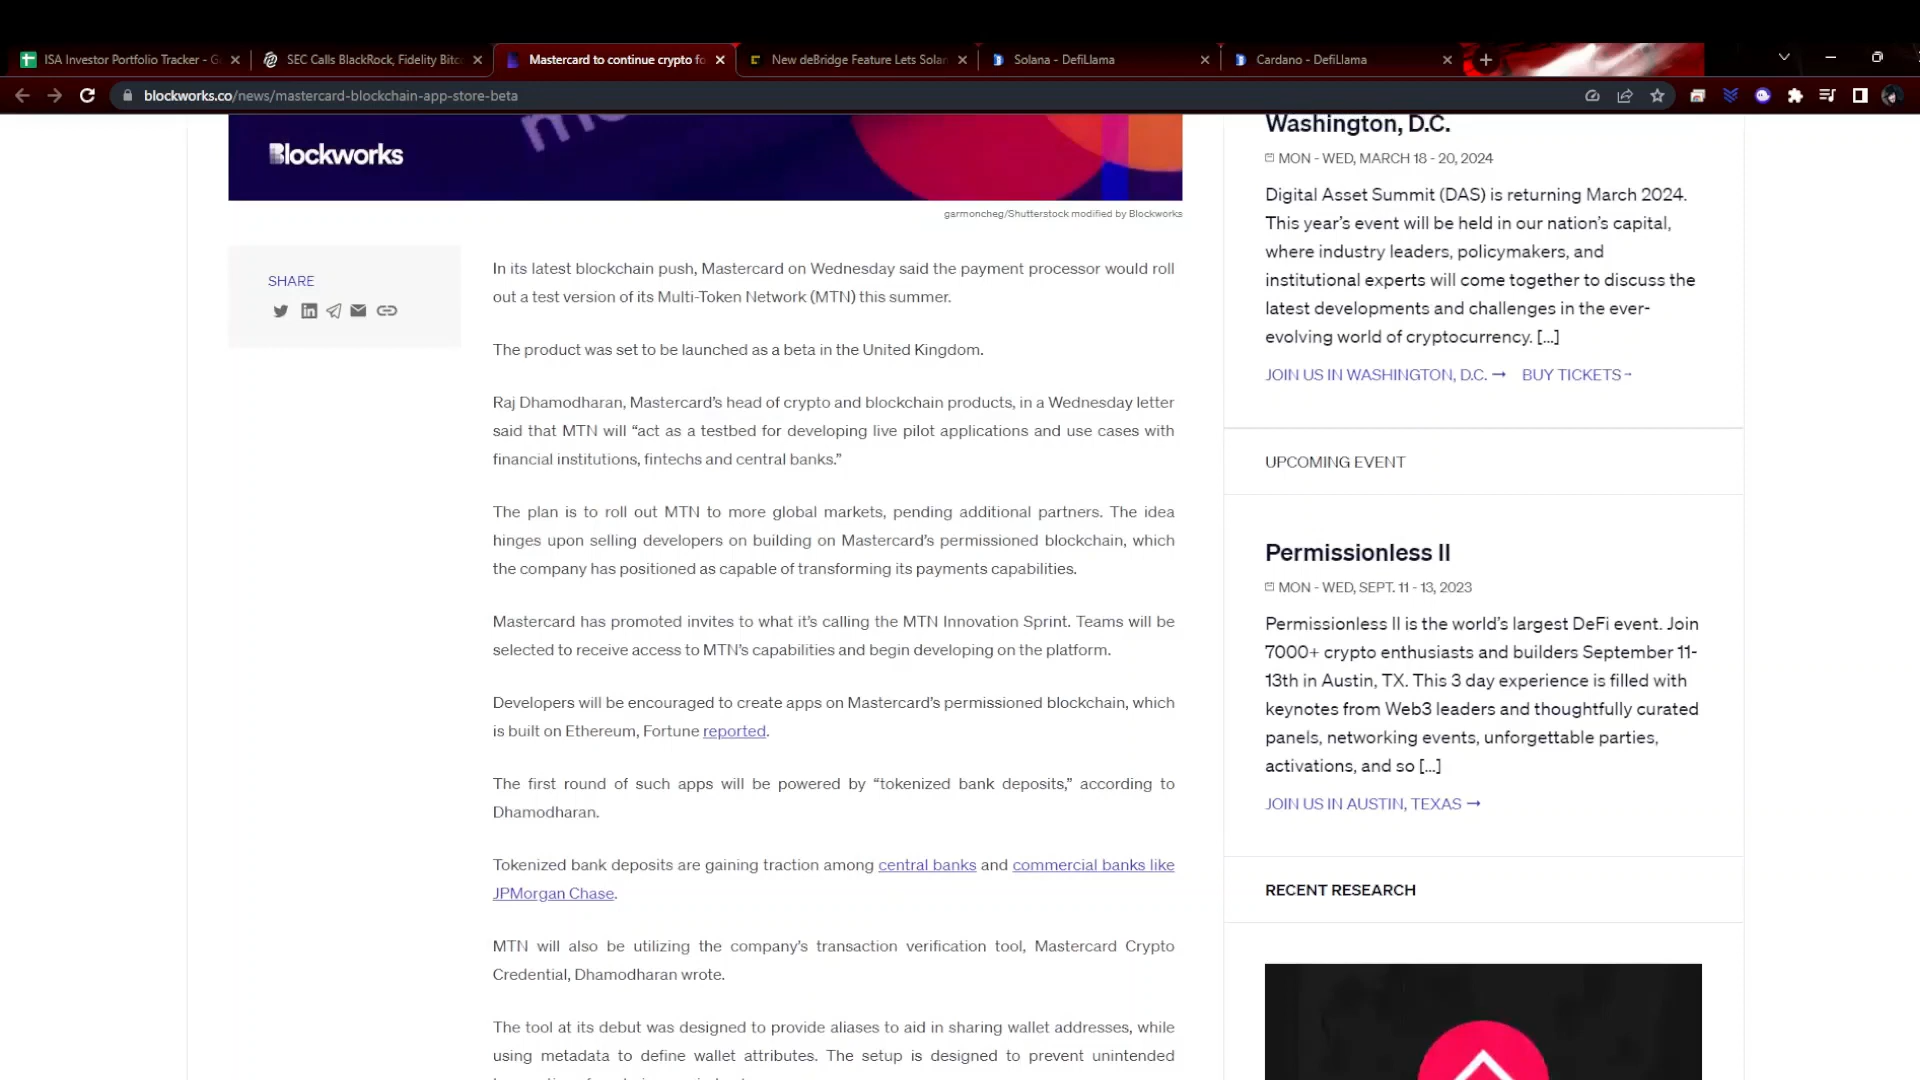 ISA Investor Portfolio Tracker - G
SEC Calls BlackRock, Fidelity Bitc
Mastercard to continue crypto fo
New deBridge Feature Lets Solan
Solana - DefiLlama
Cardano - DefiLlama
blockworks.co/news/mastercard-blockchain-app-store-beta
Blockworks
garmoncheg/Shutterstock modified by Blockworks
SHARE
In its latest blockchain push, Mastercard on Wednesday said the payment processor would roll
out a test version of its Multi-Token Network (MTN) this summer.
The product was set to be launched as a beta in the United Kingdom.
Raj Dhamodharan, Mastercard’s head of crypto and blockchain products, in a Wednesday letter
said that MTN will “act as a testbed for developing live pilot applications and use cases with
financial institutions, fintechs and central banks.”
The plan is to roll out MTN to more global markets, pending additional partners. The idea
hinges upon selling developers on building on Mastercard’s permissioned blockchain, which
the company has positioned as capable of transforming its payments capabilities.
Mastercard has promoted invites to what it’s calling the MTN Innovation Sprint. Teams will be
selected to receive access to MTN’s capabilities and begin developing on the platform.
Developers will be encouraged to create apps on Mastercard’s permissioned blockchain, which
is built on Ethereum, Fortune reported.
The first round of such apps will be powered by “tokenized bank deposits,” according to
Dhamodharan.
Tokenized bank deposits are gaining traction among central banks and commercial banks like
JPMorgan Chase.
MTN will also be utilizing the company’s transaction verification tool, Mastercard Crypto
Credential, Dhamodharan wrote.
The tool at its debut was designed to provide aliases to aid in sharing wallet addresses, while
using metadata to define wallet attributes. The setup is designed to prevent unintended
Washington, D.C.
MON - WED, MARCH 18 - 20, 2024
Digital Asset Summit (DAS) is returning March 2024.
This year’s event will be held in our nation’s capital,
where industry leaders, policymakers, and
institutional experts will come together to discuss the
latest developments and challenges in the ever-
evolving world of cryptocurrency. [...]
JOIN US IN WASHINGTON, D.C. → BUY TICKETS→
UPCOMING EVENT
Permissionless II
MON - WED, SEPT. 11 - 13, 2023
Permissionless II is the world’s largest DeFi event. Join
7000+ crypto enthusiasts and builders September 11-
13th in Austin, TX. This 3 day experience is filled with
keynotes from Web3 leaders and thoughtfully curated
panels, networking events, unforgettable parties,
activations, and so [...]
JOIN US IN AUSTIN, TEXAS →
RECENT RESEARCH